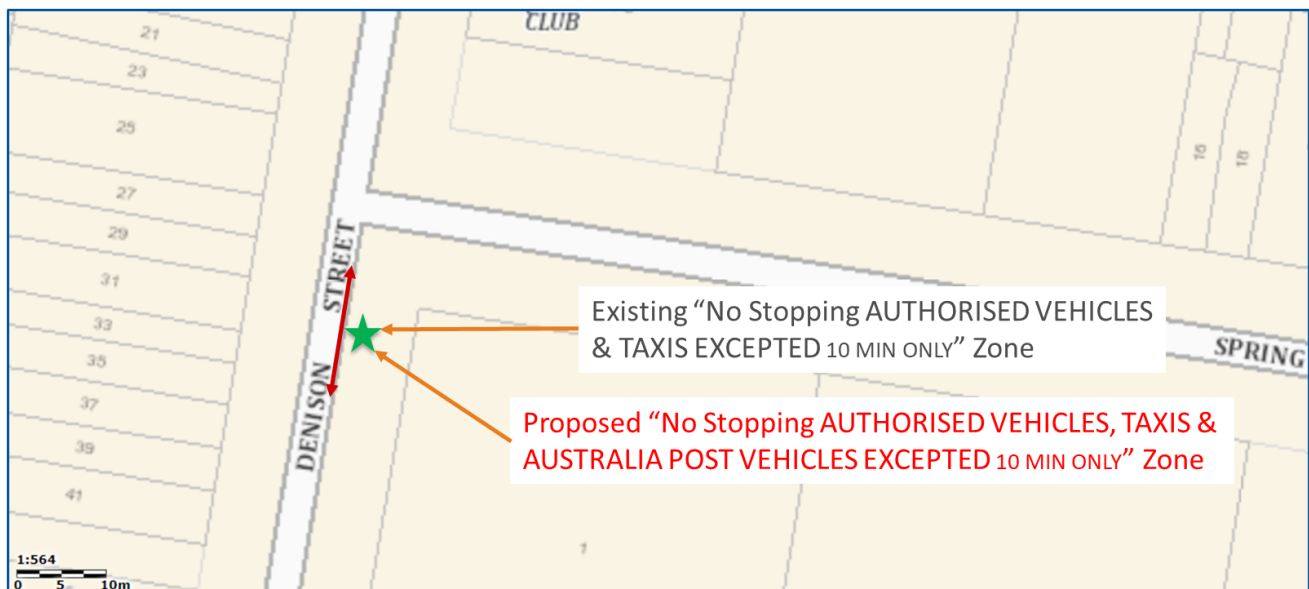 CLUB
21
23
25
27
29
31
33
35
37
39
41
16
18
DENISON STREET
SPRING
Existing “No Stopping AUTHORISED VEHICLES
& TAXIS EXCEPTED 10 MIN ONLY” Zone
Proposed “No Stopping AUTHORISED VEHICLES, TAXIS &
AUSTRALIA POST VEHICLES EXCEPTED 10 MIN ONLY” Zone
1
1:564
0 5 10m